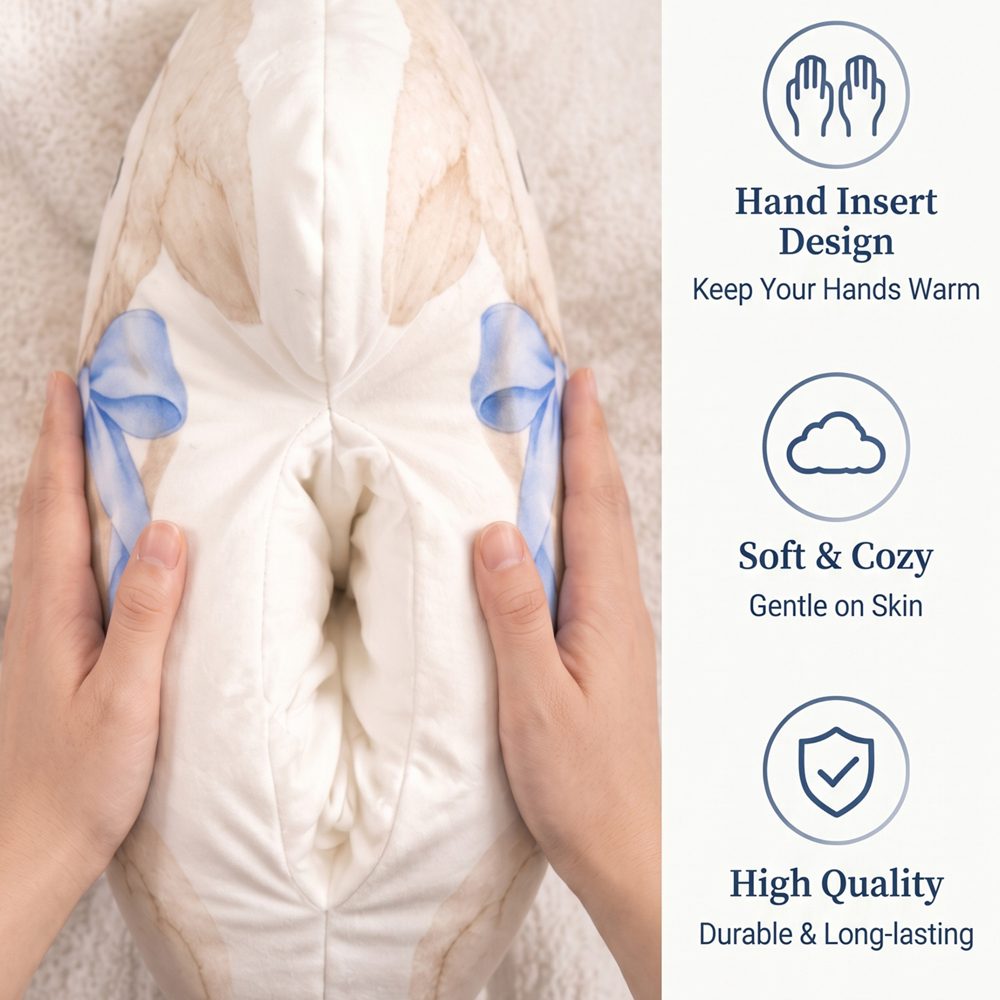 Hand Insert
Design
Keep Your Hands Warm
Soft & Cozy
Gentle on Skin
High Quality
Durable & Long-lasting